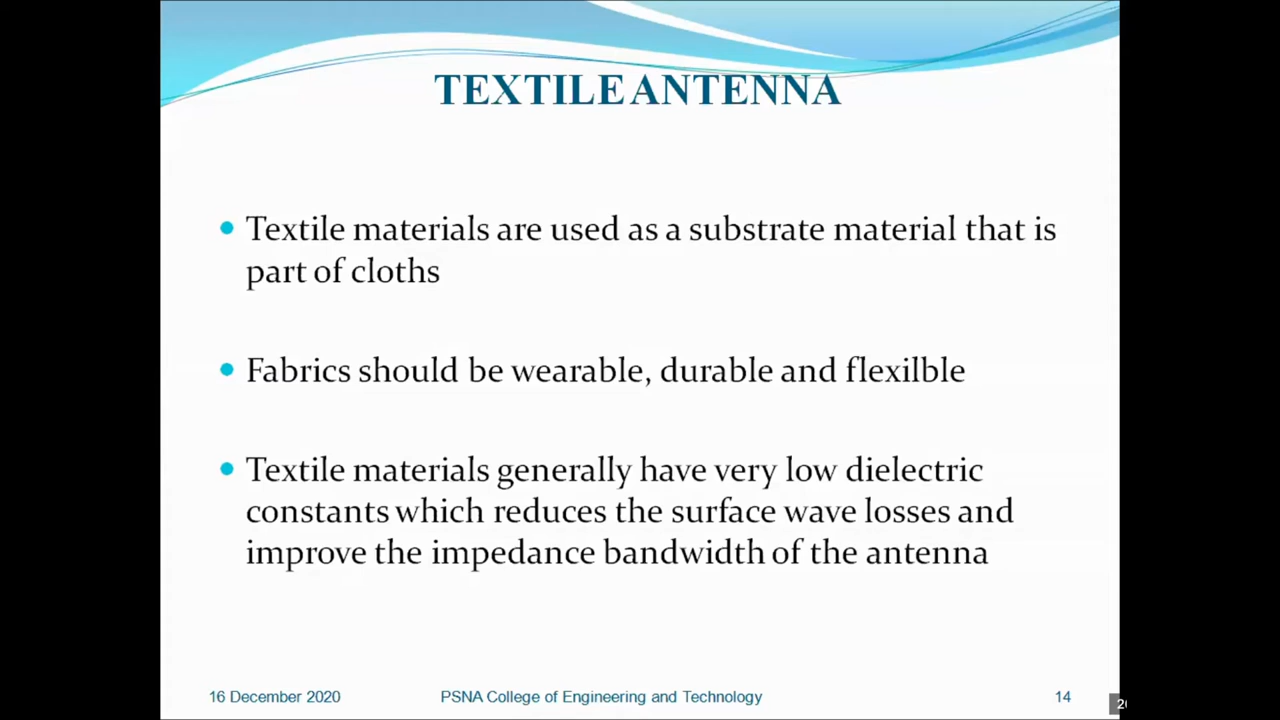 TEXTILE ANTENNA
Textile materials are used as a substrate material that is
part of cloths
Fabrics should be wearable, durable and flexilble
Textile materials generally have very low dielectric
constants which reduces the surface wave losses and
improve the impedance bandwidth of the antenna
16 December 2020 PSNA College of Engineering and Technology 14